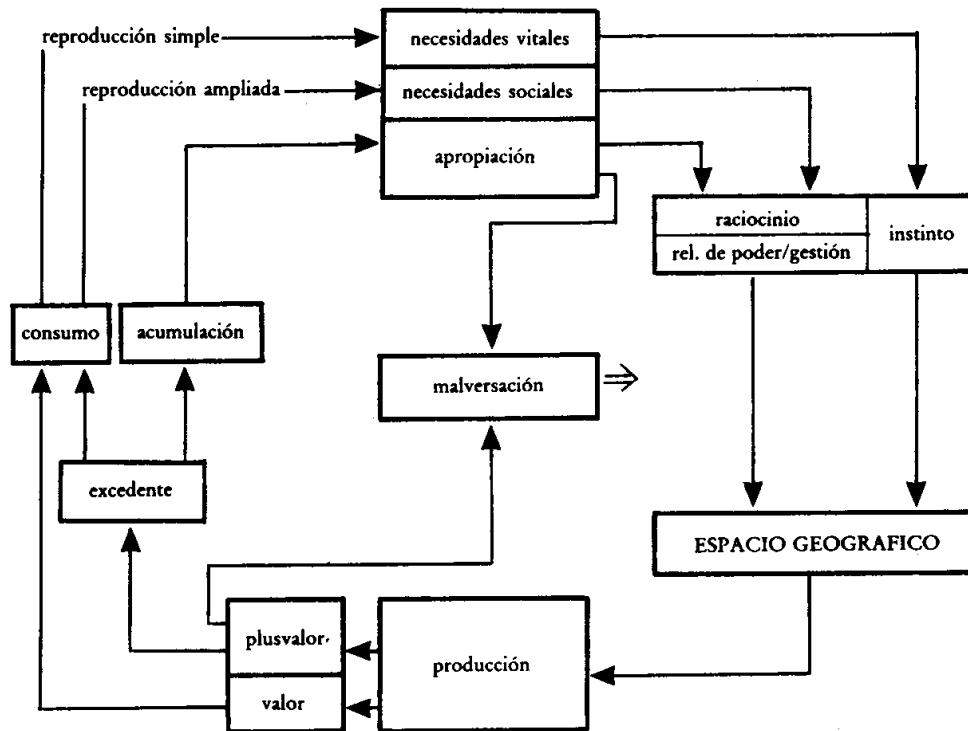 reproducción simple
necesidades vitales
reproducción ampliada
necesidades sociales
apropiación
raciocinio
instinto
rel. de poder/gestión
consumo
acumulación
malversación
excedente
ESPACIO GEOGRAFICO
plusvalor
producción
valor